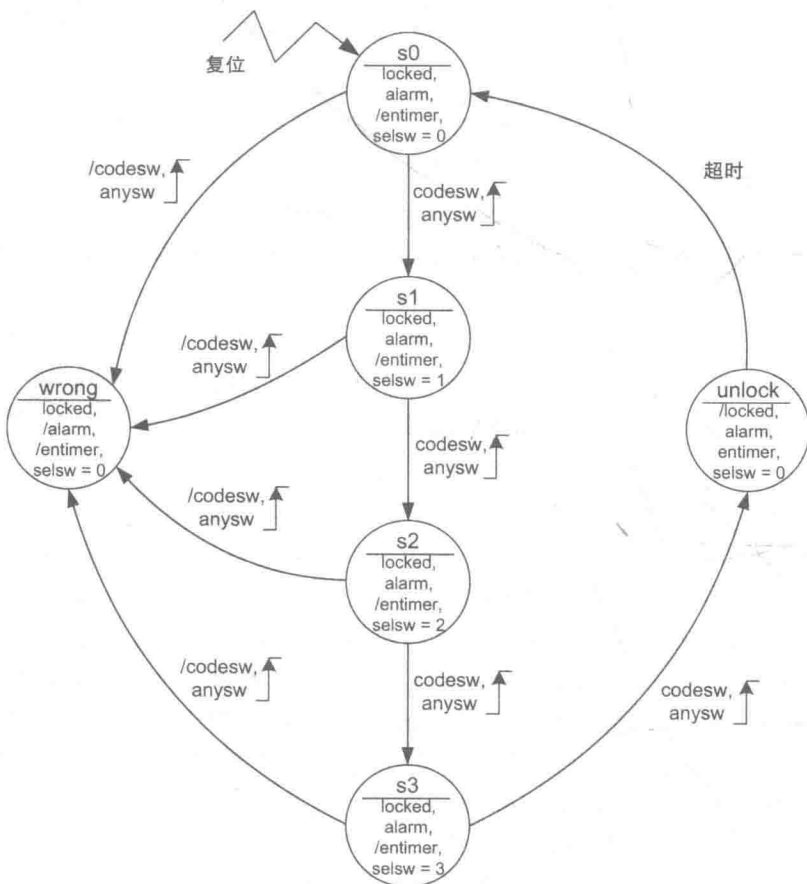 复位
s0
locked,
alarm,
/entimer,
selsw = 0
/codesw,
anysw
codesw,
anysw
超时
s1
locked,
alarm,
/entimer,
selsw = 1
/codesw,
anysw
wrong
locked,
/alarm,
/entimer,
selsw = 0
unlock
/locked,
alarm,
entimer,
selsw = 0
codesw,
anysw
/codesw,
anysw
s2
locked,
alarm,
/entimer,
selsw = 2
/codesw,
anysw
codesw,
anysw
codesw,
anysw
s3
locked,
alarm,
/entimer,
selsw = 3